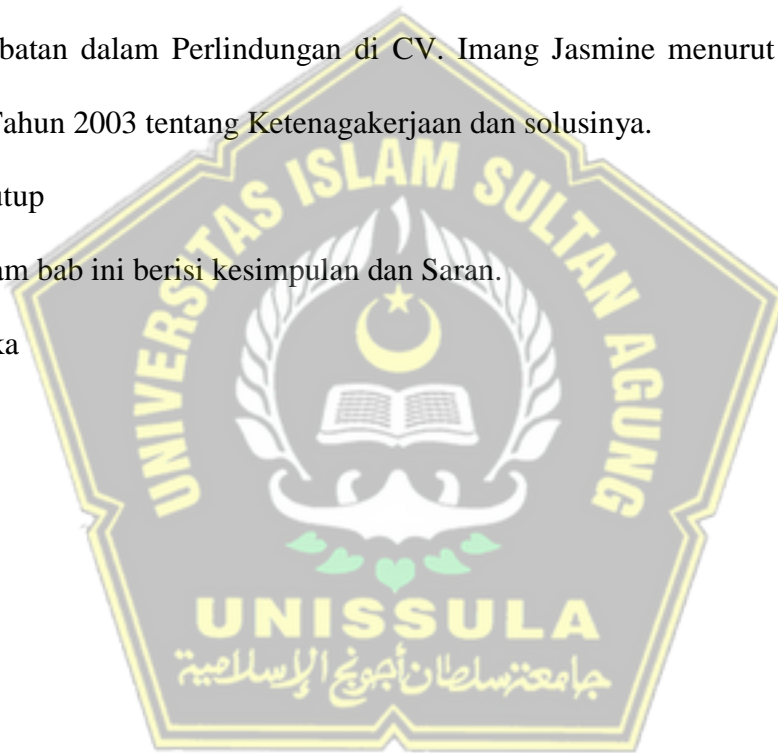 batan dalam Perlindungan di CV. Imang Jasmine menurut
Tahun 2003 tentang Ketenagakerjaan dan solusinya.
utup
am bab ini berisi kesimpulan dan Saran.
ka
UNIVERSITAS ISLAM SULTAN AGUNG
UNISSULA
جامعة سلطان أجونج الإسلامية